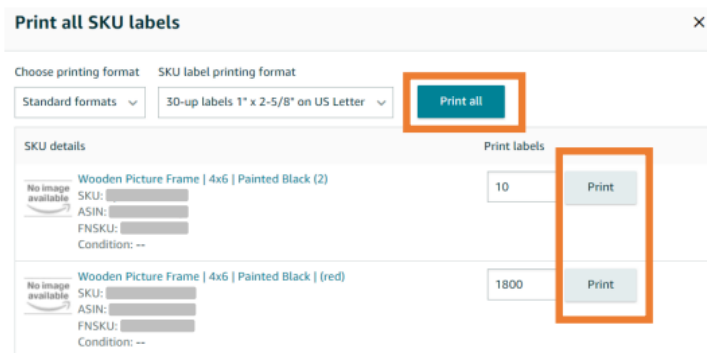 Print all SKU labels
Choose printing format
SKU label printing format
Standard formats
30-up labels 1" x 2-5/8" on US Letter
Print all
SKU details
Print labels
No image
available
Wooden Picture Frame | 4x6 | Painted Black (2)
SKU:
ASIN:
FNSKU:
Condition: --
10
Print
No image
available
Wooden Picture Frame | 4x6 | Painted Black | (red)
SKU:
ASIN:
FNSKU:
Condition: --
1800
Print